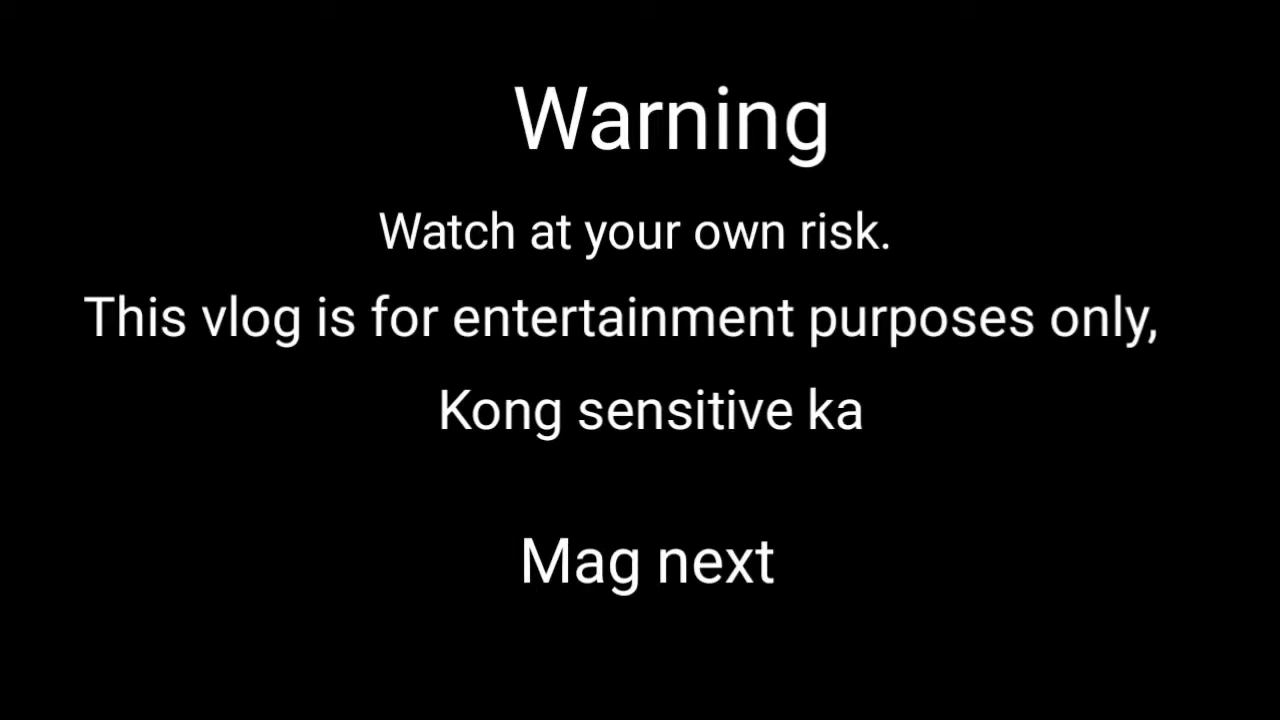 Warning
Watch at your own risk.
This vlog is for entertainment purposes only,
Kong sensitive ka
Mag next